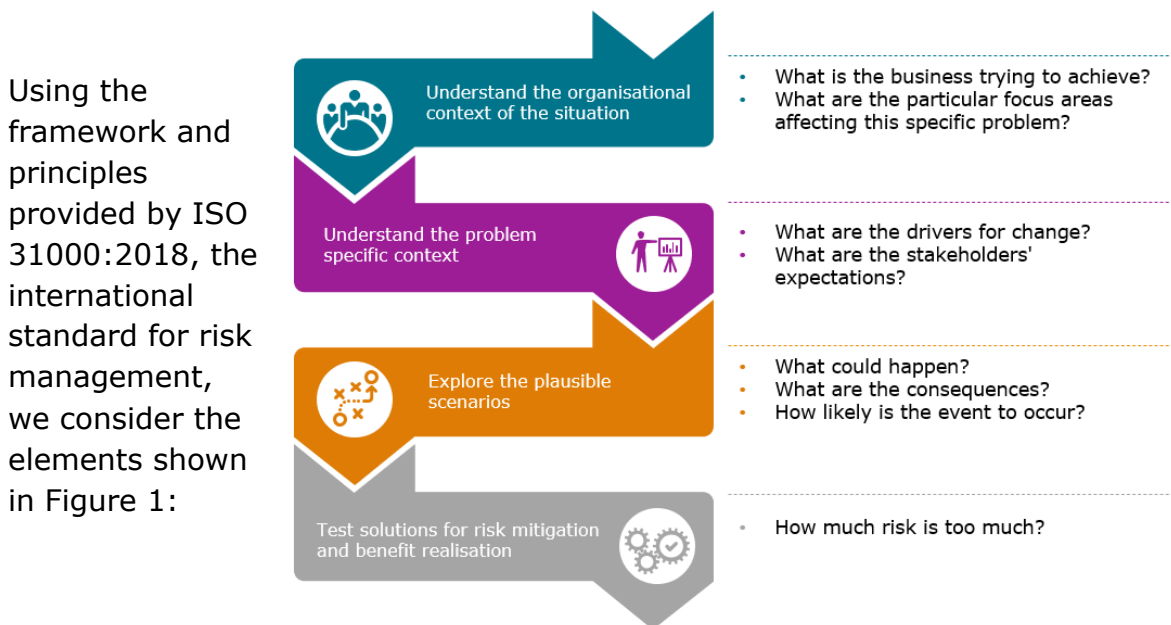 Using the
framework and
principles
provided by ISO
31000:2018, the
international
standard for risk
management,
we consider the
elements shown
in Figure 1:
Understand the organisational
context of the situation
• What is the business trying to achieve?
• What are the particular focus areas
affecting this specific problem?
Understand the problem
specific context
• What are the drivers for change?
• What are the stakeholders'
expectations?
Explore the plausible
scenarios
• What could happen?
• What are the consequences?
• How likely is the event to occur?
Test solutions for risk mitigation
and benefit realisation
• How much risk is too much?